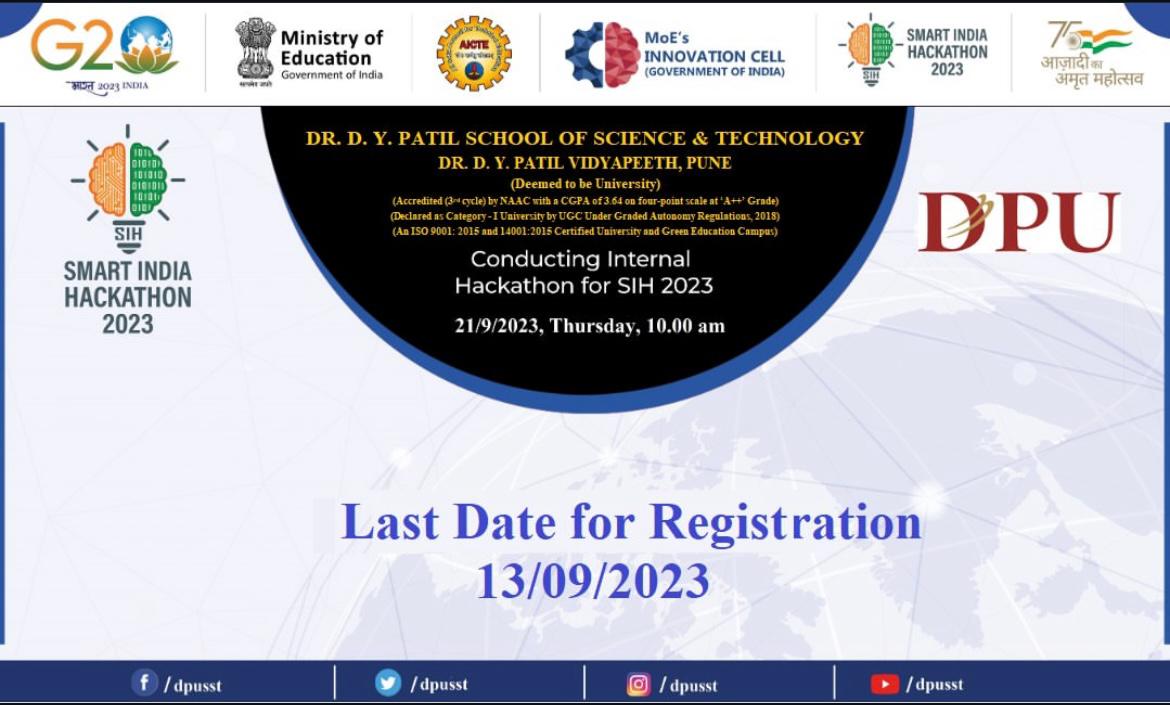 G20
भारत 2023 INDIA
सत्यमेव जयते
Ministry of
Education
Government of India
AICTE
MoE's
INNOVATION CELL
(GOVERNMENT OF INDIA)
SIH
SMART INDIA
HACKATHON
2023
75
आज़ादी का
अमृत महोत्सव
SIH
SMART INDIA
HACKATHON
2023
DR. D. Y. PATIL SCHOOL OF SCIENCE & TECHNOLOGY
DR. D. Y. PATIL VIDYAPEETH, PUNE
(Deemed to be University)
(Accredited (3rd cycle) by NAAC with a CGPA of 3.64 on four-point scale at 'A++' Grade)
(Declared as Category - I University by UGC Under Graded Autonomy Regulations, 2018)
(An ISO 9001: 2015 and 14001:2015 Certified University and Green Education Campus)
Conducting Internal
Hackathon for SIH 2023
21/9/2023, Thursday, 10.00 am
DPU
Last Date for Registration
13/09/2023
/dpusst
/dpusst
/dpusst
/dpusst